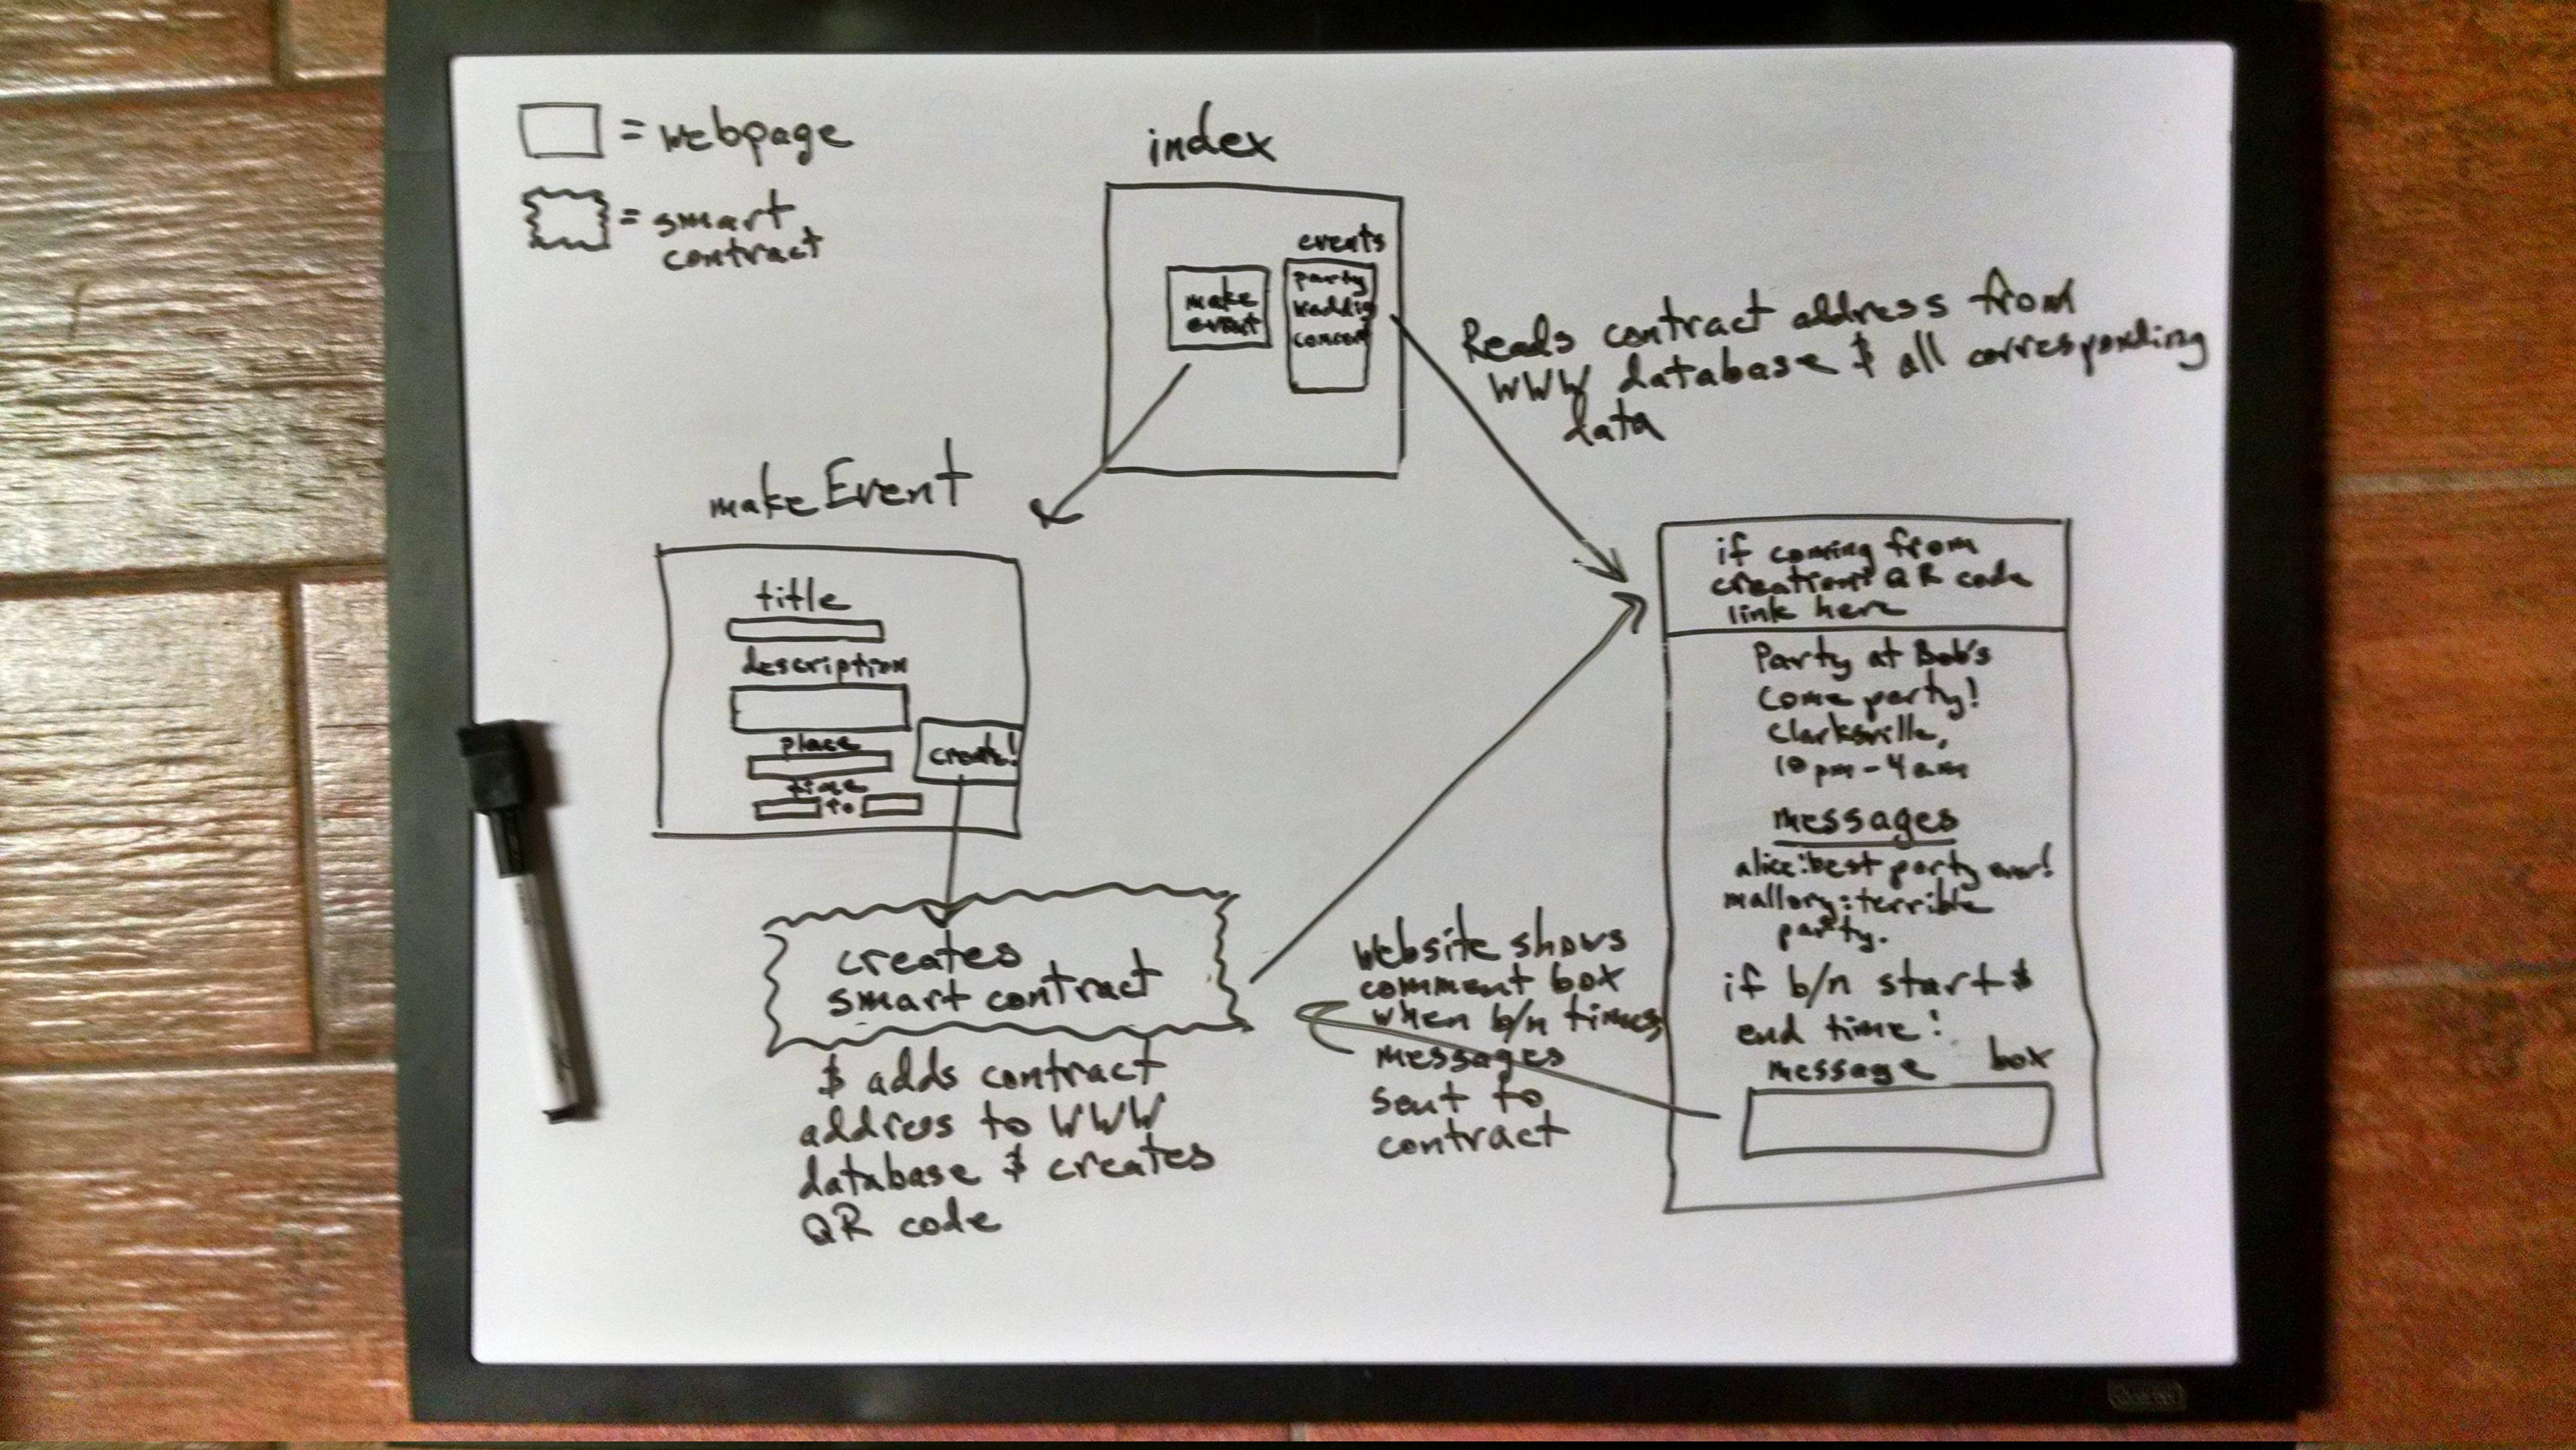 = webpage
= smart
contract
index
events
make
event
party
weddig
concert
Reads contract address from
WWW database & all corresponding
data
makeEvent
title
description
place
time
to
create!
creates
smart contract
& adds contract
address to WWW
database & creates
QR code
Website shows
comment box
when b/n times,
messages
sent to
contract
if coming from
creation: QR code
link here
Party at Bob's
Come party!
Clarksville,
10 pm - 4 am
messages
alice: best party ever!
mallory: terrible
party.
if b/n start &
end time:
message box